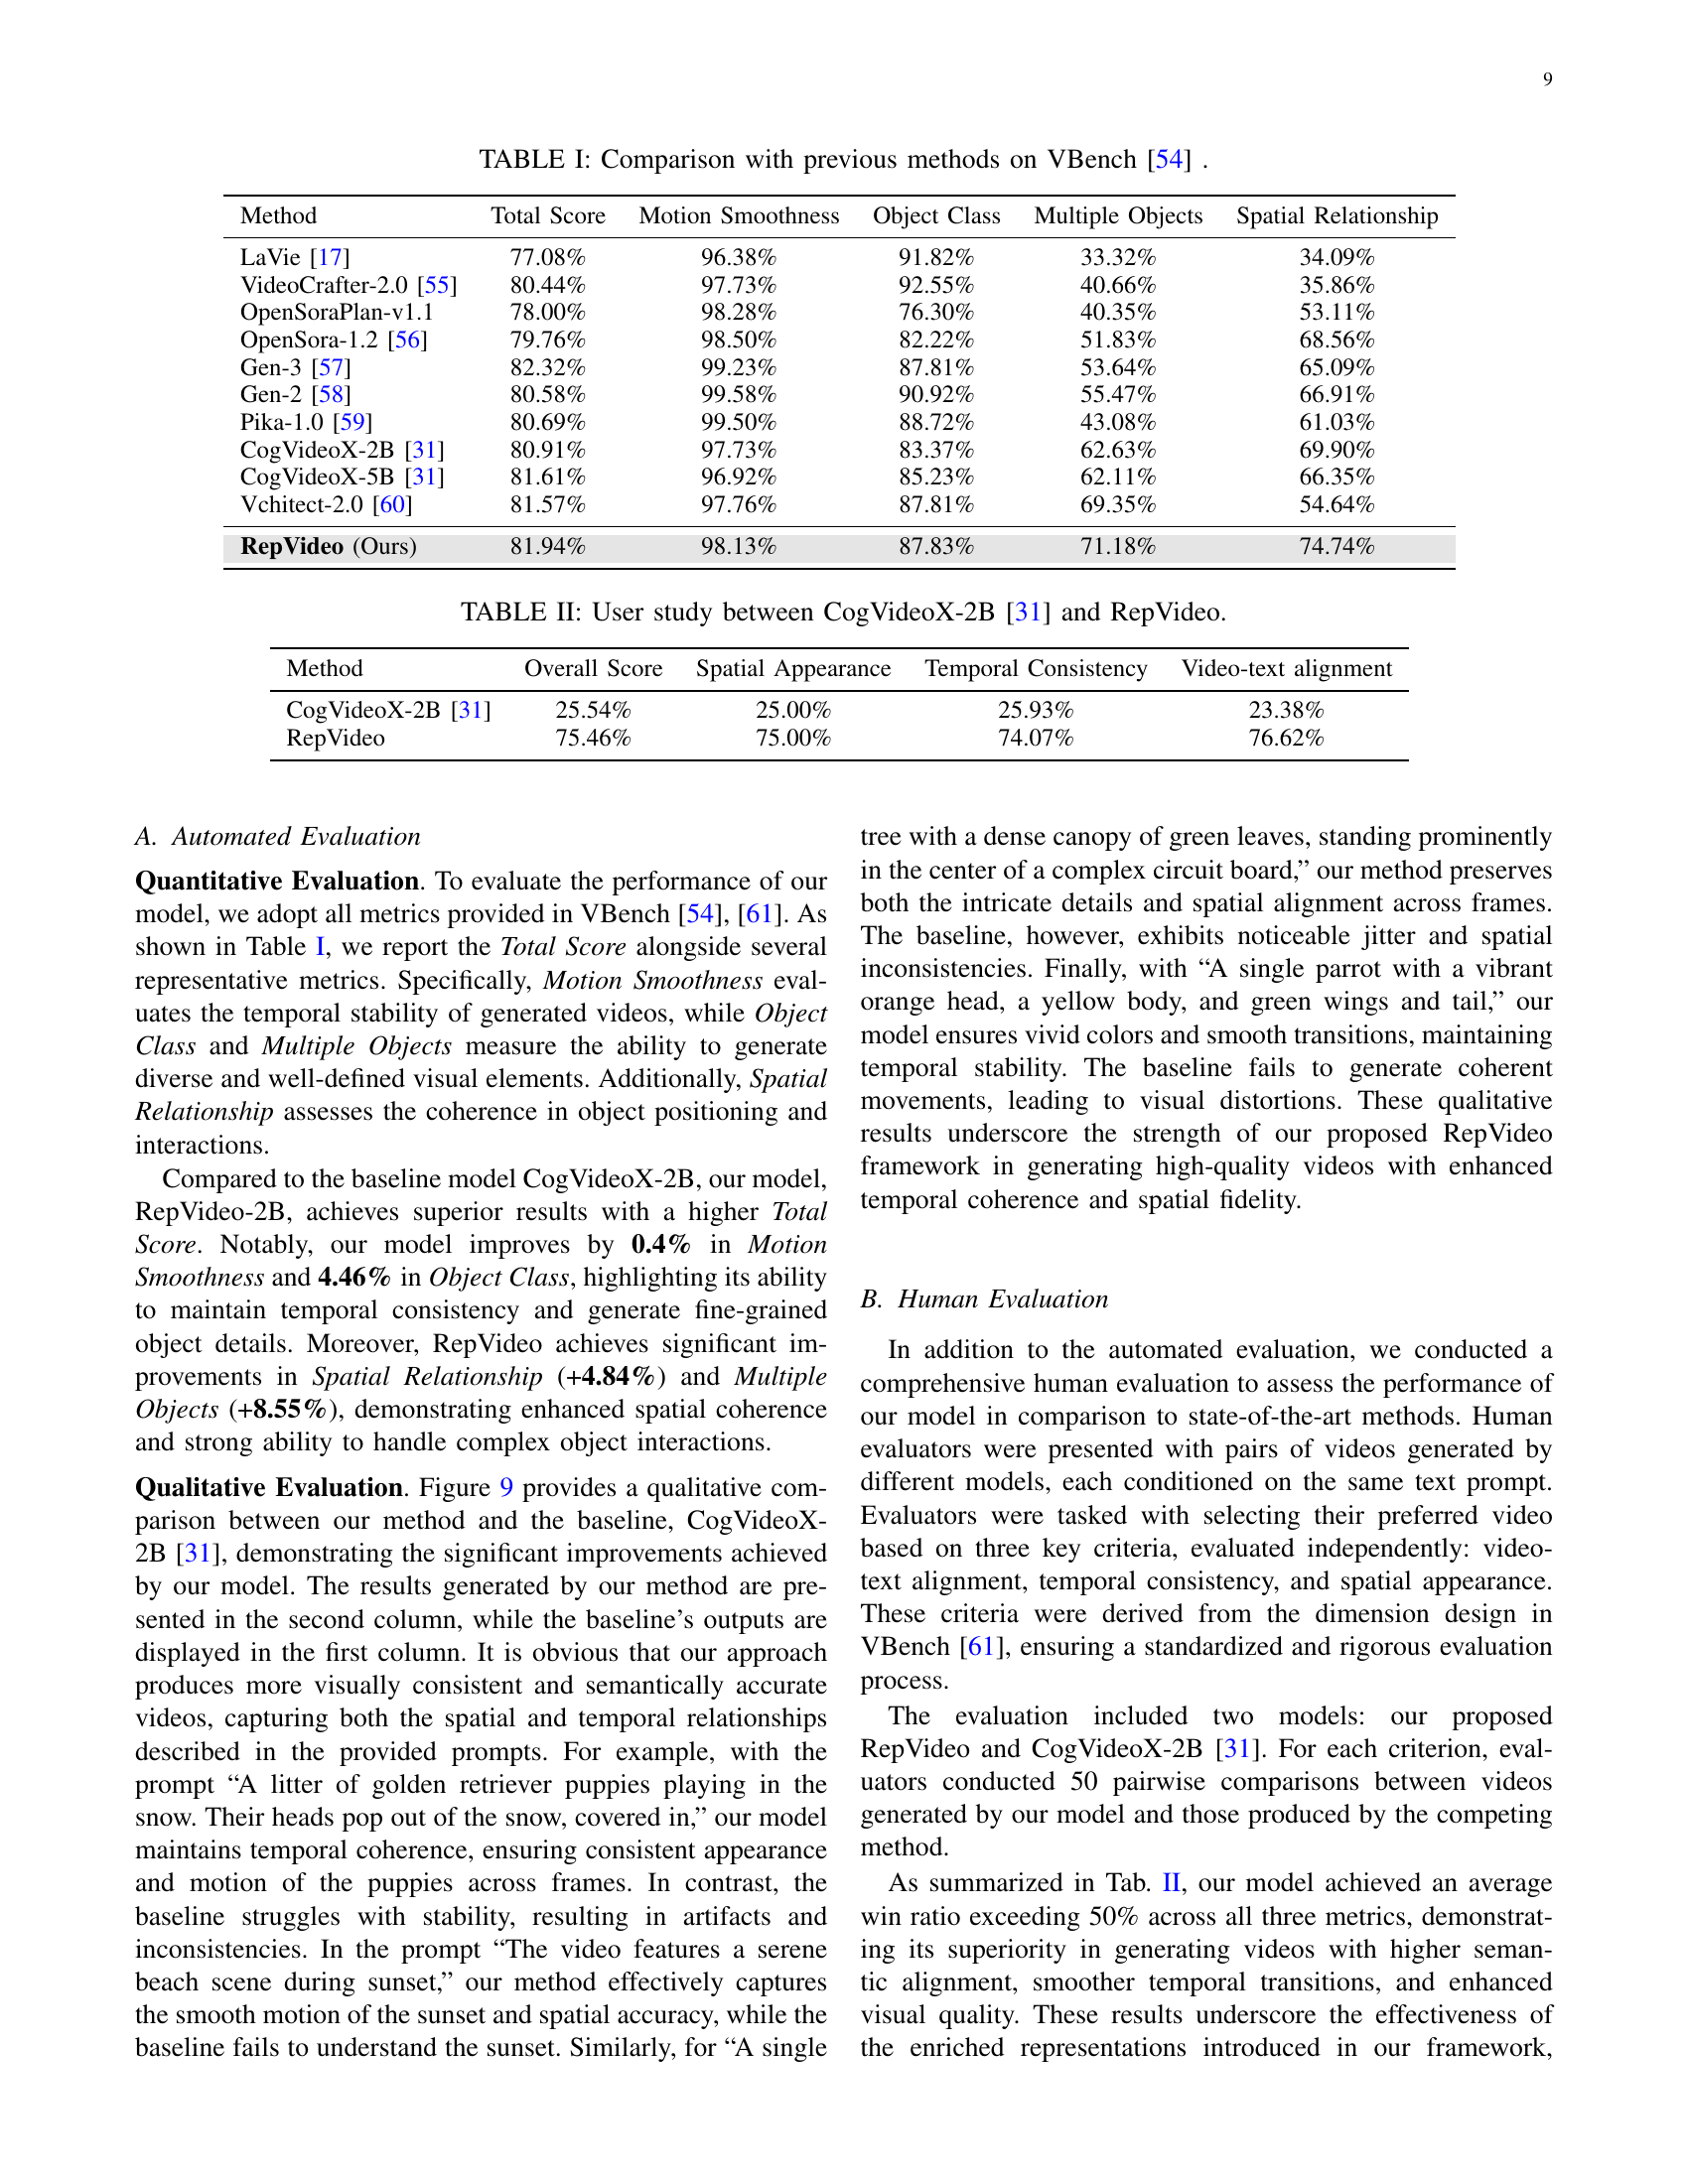 9
TABLE I: Comparison with previous methods on VBench [54] .
Method Total Score Motion Smoothness Object Class Multiple Objects Spatial Relationship
LaVie [17] 77.08% 96.38% 91.82% 33.32% 34.09%
VideoCrafter-2.0 [55] 80.44% 97.73% 92.55% 40.66% 35.86%
OpenSoraPlan-v1.1 78.00% 98.28% 76.30% 40.35% 53.11%
OpenSora-1.2 [56] 79.76% 98.50% 82.22% 51.83% 68.56%
Gen-3 [57] 82.32% 99.23% 87.81% 53.64% 65.09%
Gen-2 [58] 80.58% 99.58% 90.92% 55.47% 66.91%
Pika-1.0 [59] 80.69% 99.50% 88.72% 43.08% 61.03%
CogVideoX-2B [31] 80.91% 97.73% 83.37% 62.63% 69.90%
CogVideoX-5B [31] 81.61% 96.92% 85.23% 62.11% 66.35%
Vchitect-2.0 [60] 81.57% 97.76% 87.81% 69.35% 54.64%
RepVideo (Ours) 81.94% 98.13% 87.83% 71.18% 74.74%
TABLE II: User study between CogVideoX-2B [31] and RepVideo.
Method Overall Score Spatial Appearance Temporal Consistency Video-text alignment
CogVideoX-2B [31] 25.54% 25.00% 25.93% 23.38%
RepVideo 75.46% 75.00% 74.07% 76.62%
A. Automated Evaluation
Quantitative Evaluation. To evaluate the performance of our
model, we adopt all metrics provided in VBench [54], [61]. As
shown in Table I, we report the Total Score alongside several
representative metrics. Specifically, Motion Smoothness eval-
uates the temporal stability of generated videos, while Object
Class and Multiple Objects measure the ability to generate
diverse and well-defined visual elements. Additionally, Spatial
Relationship assesses the coherence in object positioning and
interactions.
Compared to the baseline model CogVideoX-2B, our model,
RepVideo-2B, achieves superior results with a higher Total
Score. Notably, our model improves by 0.4% in Motion
Smoothness and 4.46% in Object Class, highlighting its ability
to maintain temporal consistency and generate fine-grained
object details. Moreover, RepVideo achieves significant im-
provements in Spatial Relationship (+4.84%) and Multiple
Objects (+8.55%), demonstrating enhanced spatial coherence
and strong ability to handle complex object interactions.
Qualitative Evaluation. Figure 9 provides a qualitative com-
parison between our method and the baseline, CogVideoX-
2B [31], demonstrating the significant improvements achieved
by our model. The results generated by our method are pre-
sented in the second column, while the baseline's outputs are
displayed in the first column. It is obvious that our approach
produces more visually consistent and semantically accurate
videos, capturing both the spatial and temporal relationships
described in the provided prompts. For example, with the
prompt “A litter of golden retriever puppies playing in the
snow. Their heads pop out of the snow, covered in,” our model
maintains temporal coherence, ensuring consistent appearance
and motion of the puppies across frames. In contrast, the
baseline struggles with stability, resulting in artifacts and
inconsistencies. In the prompt “The video features a serene
beach scene during sunset,” our method effectively captures
the smooth motion of the sunset and spatial accuracy, while the
baseline fails to understand the sunset. Similarly, for “A single
tree with a dense canopy of green leaves, standing prominently
in the center of a complex circuit board,” our method preserves
both the intricate details and spatial alignment across frames.
The baseline, however, exhibits noticeable jitter and spatial
inconsistencies. Finally, with “A single parrot with a vibrant
orange head, a yellow body, and green wings and tail,” our
model ensures vivid colors and smooth transitions, maintaining
temporal stability. The baseline fails to generate coherent
movements, leading to visual distortions. These qualitative
results underscore the strength of our proposed RepVideo
framework in generating high-quality videos with enhanced
temporal coherence and spatial fidelity.
B. Human Evaluation
In addition to the automated evaluation, we conducted a
comprehensive human evaluation to assess the performance of
our model in comparison to state-of-the-art methods. Human
evaluators were presented with pairs of videos generated by
different models, each conditioned on the same text prompt.
Evaluators were tasked with selecting their preferred video
based on three key criteria, evaluated independently: video-
text alignment, temporal consistency, and spatial appearance.
These criteria were derived from the dimension design in
VBench [61], ensuring a standardized and rigorous evaluation
process.
The evaluation included two models: our proposed
RepVideo and CogVideoX-2B [31]. For each criterion, eval-
uators conducted 50 pairwise comparisons between videos
generated by our model and those produced by the competing
method.
As summarized in Tab. II, our model achieved an average
win ratio exceeding 50% across all three metrics, demonstrat-
ing its superiority in generating videos with higher seman-
tic alignment, smoother temporal transitions, and enhanced
visual quality. These results underscore the effectiveness of
the enriched representations introduced in our framework,